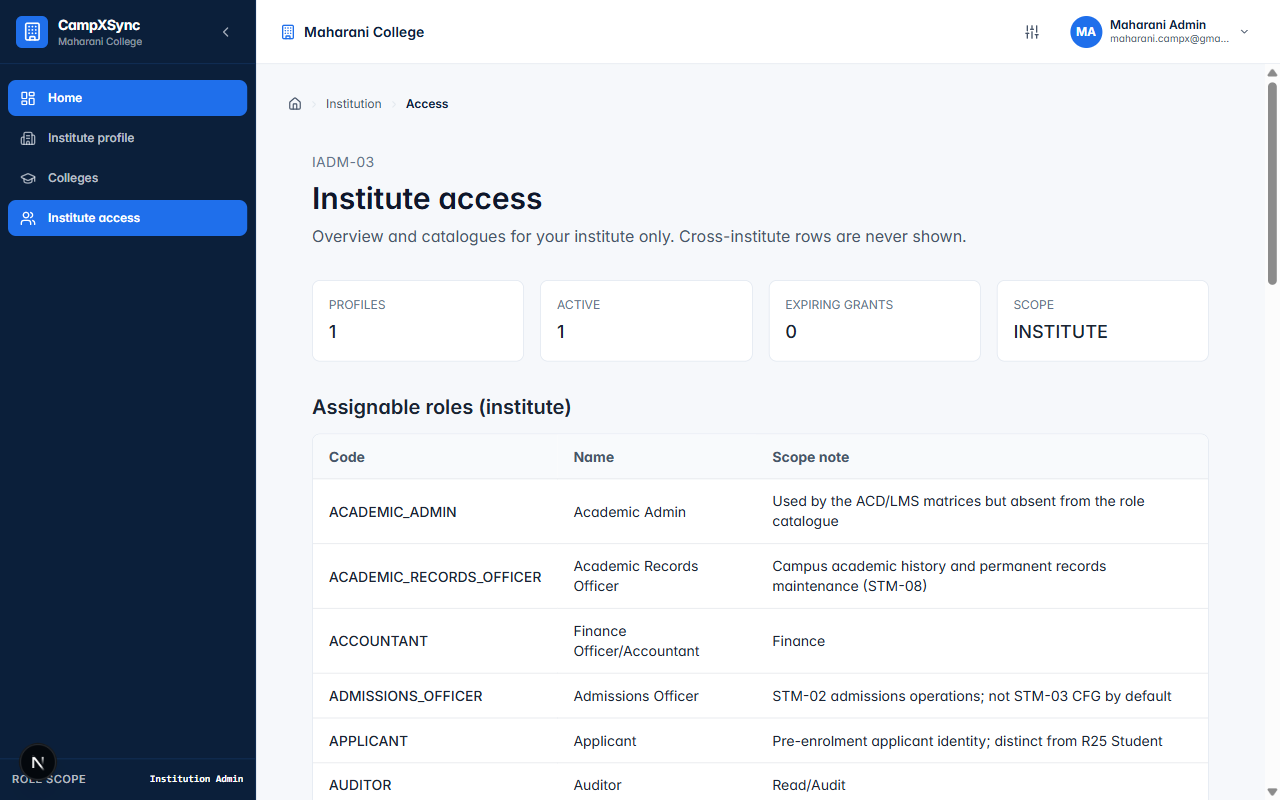 CampXSync
Maharani College
Home
Institute profile
Colleges
Institute access
N
ROLE SCOPE
Institution Admin
Maharani College
MA
Maharani Admin
maharani.campx@gma...
Institution
Access
IADM-03
Institute access
Overview and catalogues for your institute only. Cross-institute rows are never shown.
PROFILES
1
ACTIVE
1
EXPIRING GRANTS
0
SCOPE
INSTITUTE
Assignable roles (institute)
Code Name Scope note
ACADEMIC_ADMIN Academic Admin Used by the ACD/LMS matrices but absent from the role
catalogue
ACADEMIC_RECORDS_OFFICER Academic Records
Officer
Campus academic history and permanent records
maintenance (STM-08)
ACCOUNTANT Finance
Officer/Accountant
Finance
ADMISSIONS_OFFICER Admissions Officer STM-02 admissions operations; not STM-03 CFG by default
APPLICANT Applicant Pre-enrolment applicant identity; distinct from R25 Student
AUDITOR Auditor Read/Audit